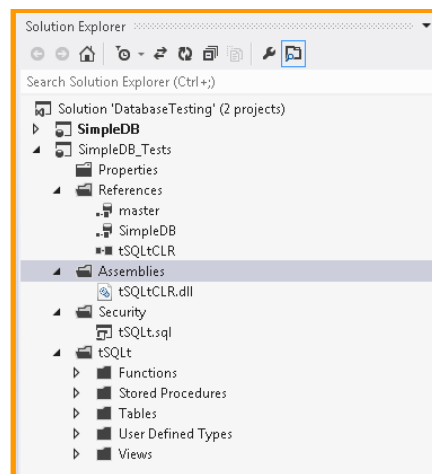 Solution Explorer
Search Solution Explorer (Ctrl+;)
Solution 'DatabaseTesting' (2 projects)
SimpleDB
SimpleDB_Tests
Properties
References
master
SimpleDB
tSQLtCLR
Assemblies
tSQLtCLR.dll
Security
tSQLt.sql
tSQLt
Functions
Stored Procedures
Tables
User Defined Types
Views